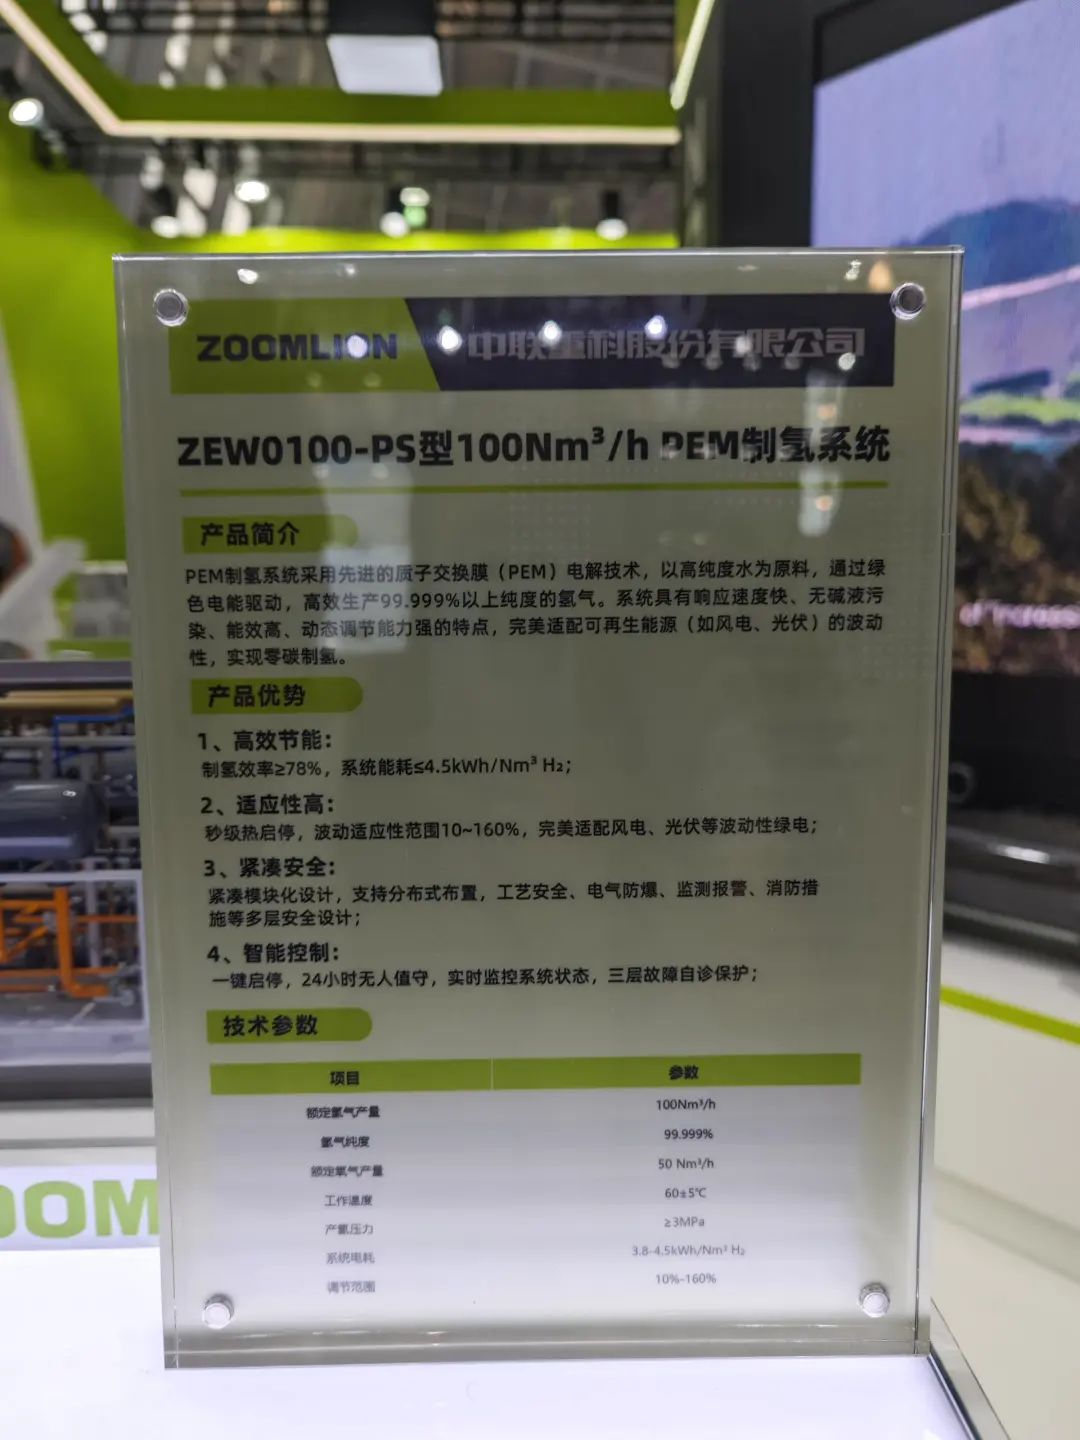 ZOOMLION 中联重科股份有限公司
ZEW0100-PS型100Nm³/h PEM制氢系统
产品简介
PEM制氢系统采用先进的质子交换膜（PEM）电解技术，以高纯度水为原料，通过绿
色电能驱动，高效生产99.999%以上纯度的氢气。系统具有响应速度快、无碱液污
染、能效高、动态调节能力强的特点，完美适配可再生能源（如风电、光伏）的波动
性，实现零碳制氢。
产品优势
1、高效节能：
制氢效率≥78%，系统能耗≤4.5kWh/Nm³ H₂；
2、适应性高：
秒级热启停，波动适应性范围10~160%，完美适配风电、光伏等波动性绿电；
3、紧凑安全：
紧凑模块化设计，支持分布式布置，工艺安全、电气防爆、监测报警、消防措
施等多层安全设计；
4、智能控制：
一键启停，24小时无人值守，实时监控系统状态，三层故障自诊保护；
技术参数
项目 参数
额定氢气产量 100Nm³/h
氢气纯度 99.999%
额定氧气产量 50 Nm³/h
工作温度 60±5℃
产氢压力 ≥3MPa
系统电耗 3.8-4.5kWh/Nm³ H₂
调节范围 10%-160%
OOM
of Increas